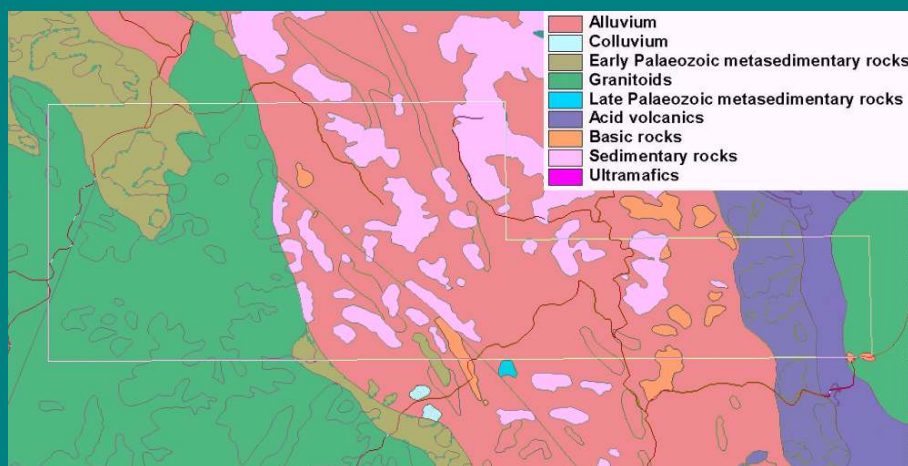 Alluvium
Colluvium
Early Palaeozoic metasedimentary rocks
Granitoids
Late Palaeozoic metasedimentary rocks
Acid volcanics
Basic rocks
Sedimentary rocks
Ultramafics